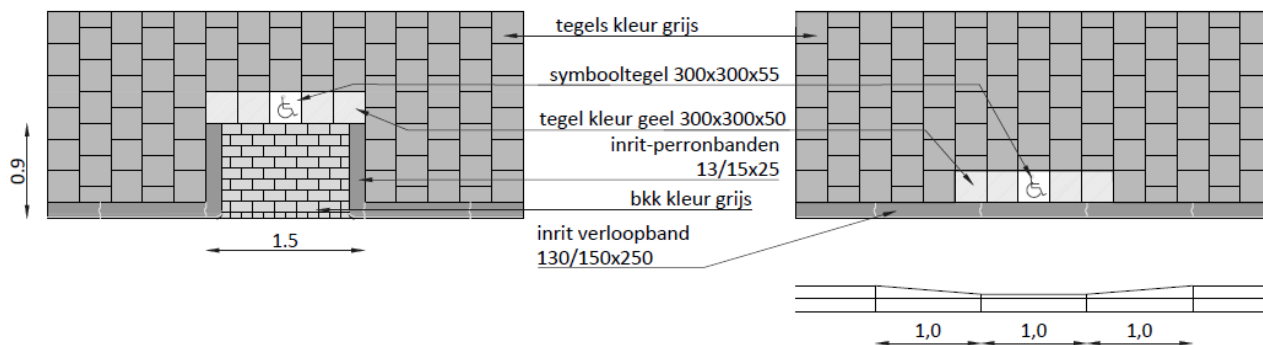 tegels kleur grijs
symbooltegel 300x300x55
tegel kleur geel 300x300x50
inrit-perronbanden
13/15x25
bkk kleur grijs
inrit verloopband
130/150x250
0.9
1.5
1,0
1,0
1,0